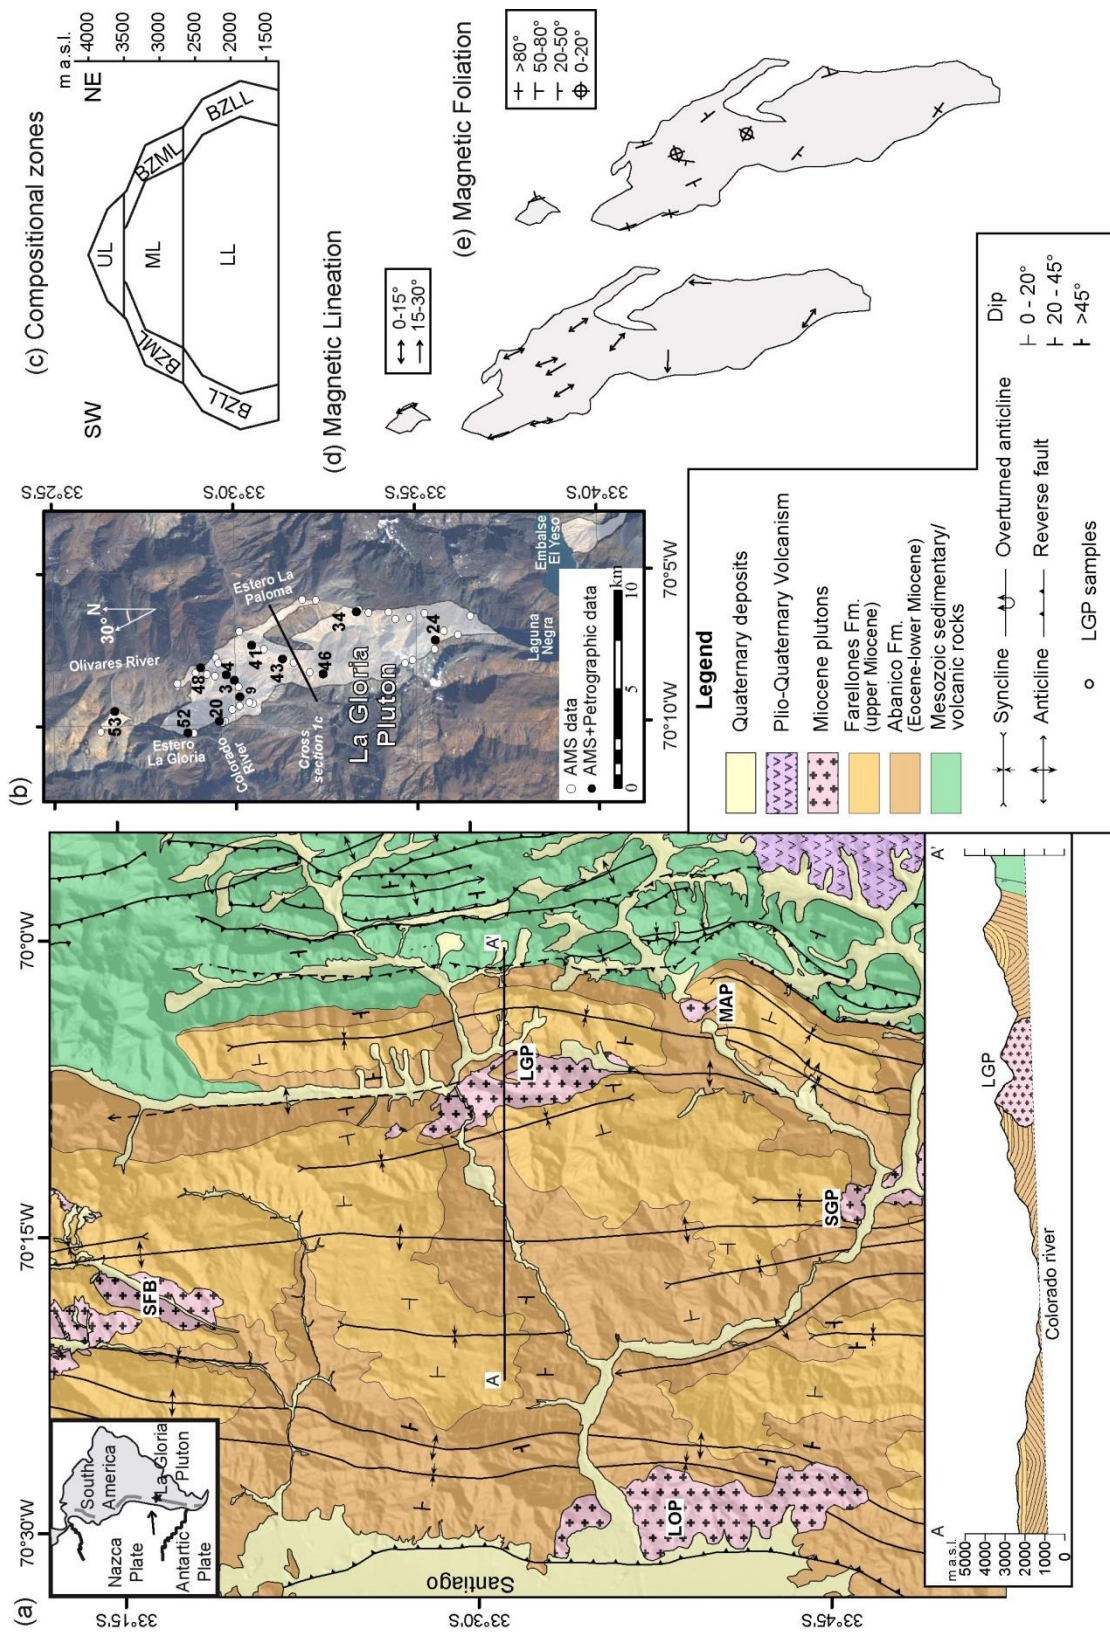 (a)
70°30'W
70°15'W
70°0'W
33°15'S
33°30'S
33°45'S
Nazca
Plate
South
America
Antartic
Plate
La Gloria
Pluton
Santiago
SFB
LGP
MAP
SGP
LOP
A
A'
A
A'
m a.s.l.
5000
4000
3000
2000
1000
0
LGP
Colorado river
(b)
33°25'S
33°30'S
33°35'S
33°40'S
70°10'W
70°5'W
30° N
Olivares River
Estero La
Paloma
Estero
La Gloria
Colorado
River
Cross
section 1c
La Gloria
Pluton
Laguna
Negra
Embalse
El Yeso
53
52
48
20
3
4
9
41
43
46
34
24
AMS data
AMS+Petrographic data
0
5
10
km
(c) Compositional zones
SW
NE
m a.s.l.
4000
3500
3000
2500
2000
1500
UL
ML
LL
BZML
BZML
BZLL
BZLL
(d) Magnetic Lineation
0-15°
15-30°
(e) Magnetic Foliation
>80°
50-80°
20-50°
0-20°
Legend
Quaternary deposits
Plio-Quaternary Volcanism
Miocene plutons
Farellones Fm.
(upper Miocene)
Abanico Fm.
(Eocene-lower Miocene)
Mesozoic sedimentary/
volcanic rocks
Syncline
Overturned anticline
Anticline
Reverse fault
LGP samples
Dip
0 - 20°
20 - 45°
>45°